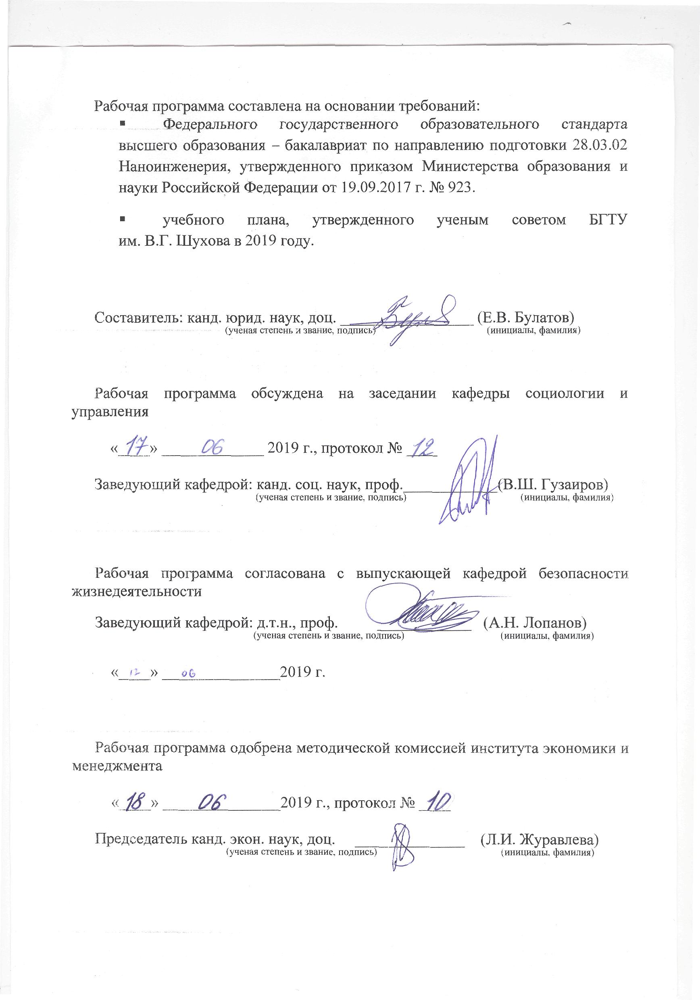 Рабочая программа составлена на основании требований:
▪ Федерального государственного образовательного стандарта
высшего образования – бакалавриат по направлению подготовки 28.03.02
Наноинженерия, утвержденного приказом Министерства образования и
науки Российской Федерации от 19.09.2017 г. № 923.
▪ учебного плана, утвержденного ученым советом БГТУ
им. В.Г. Шухова в 2019 году.
Составитель: канд. юрид. наук, доц. (Е.В. Булатов)
(ученая степень и звание, подпись) (инициалы, фамилия)
Рабочая программа обсуждена на заседании кафедры социологии и
управления
«17» 06 2019 г., протокол № 12
Заведующий кафедрой: канд. соц. наук, проф. (В.Ш. Гузаиров)
(ученая степень и звание, подпись) (инициалы, фамилия)
Рабочая программа согласована с выпускающей кафедрой безопасности
жизнедеятельности
Заведующий кафедрой: д.т.н., проф. (А.Н. Лопанов)
(ученая степень и звание, подпись) (инициалы, фамилия)
«12» 06 2019 г.
Рабочая программа одобрена методической комиссией института экономики и
менеджмента
«18» 06 2019 г., протокол № 10
Председатель канд. экон. наук, доц. (Л.И. Журавлева)
(ученая степень и звание, подпись) (инициалы, фамилия)